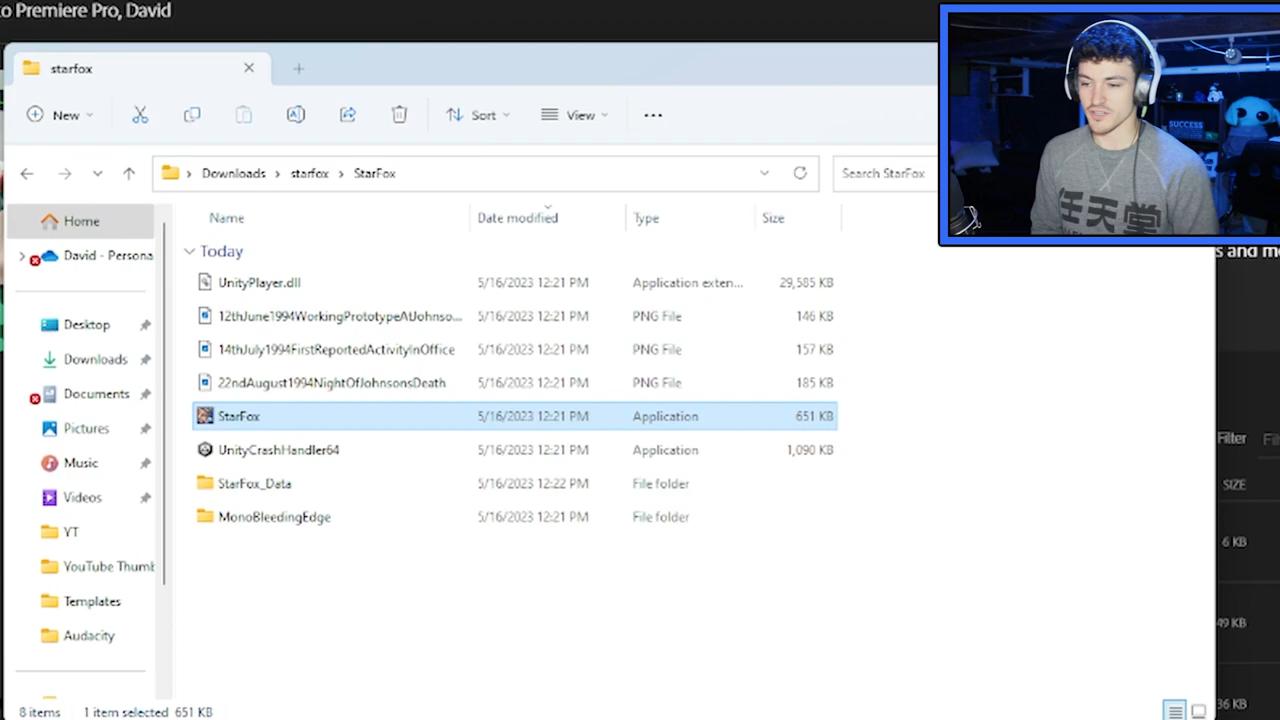 o Premiere Pro, David
starfox
New
Sort
View
Downloads > starfox > StarFox
Search StarFox
SUCCESS
任天堂
Name
Date modified
Type
Size
Home
David - Persona
Desktop
Downloads
Documents
Pictures
Music
Videos
YT
YouTube Thumb
Templates
Audacity
Today
UnityPlayer.dll 5/16/2023 12:21 PM Application exten... 29,585 KB
12thJune1994WorkingPrototypeAtJohnso... 5/16/2023 12:21 PM PNG File 146 KB
14thJuly1994FirstReportedActivityInOffice 5/16/2023 12:21 PM PNG File 157 KB
22ndAugust1994NightOfJohnsonsDeath 5/16/2023 12:21 PM PNG File 185 KB
StarFox 5/16/2023 12:21 PM Application 651 KB
UnityCrashHandler64 5/16/2023 12:21 PM Application 1,090 KB
StarFox_Data 5/16/2023 12:22 PM File folder
MonoBleedingEdge 5/16/2023 12:21 PM File folder
s and m
Filter
Fi
SIZE
6 KB
49 KB
36 KB
8 items 1 item selected 651 KB